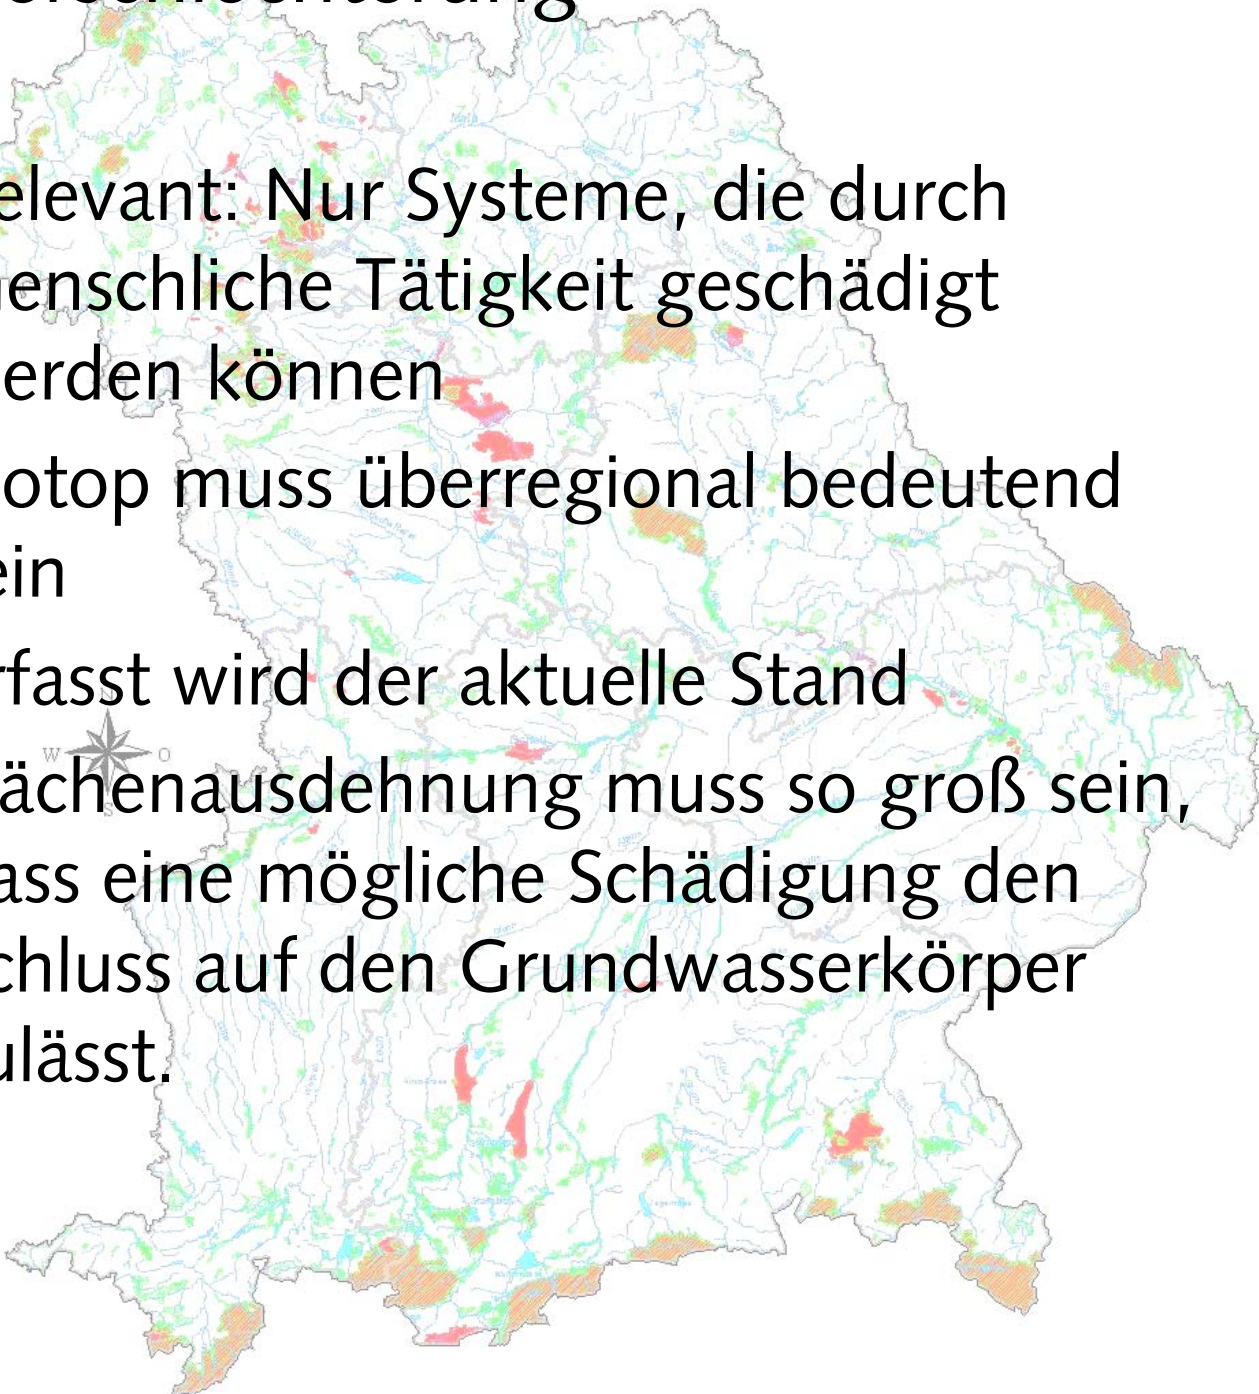 elevant: Nur Systeme, die durch
enschliche Tätigkeit geschädigt
erden können
otop muss überregional bedeutend
ein
rfasst wird der aktuelle Stand
W O
ächenausdehnung muss so groß sein,
ass eine mögliche Schädigung den
chluss auf den Grundwasserkörper
ulässt.